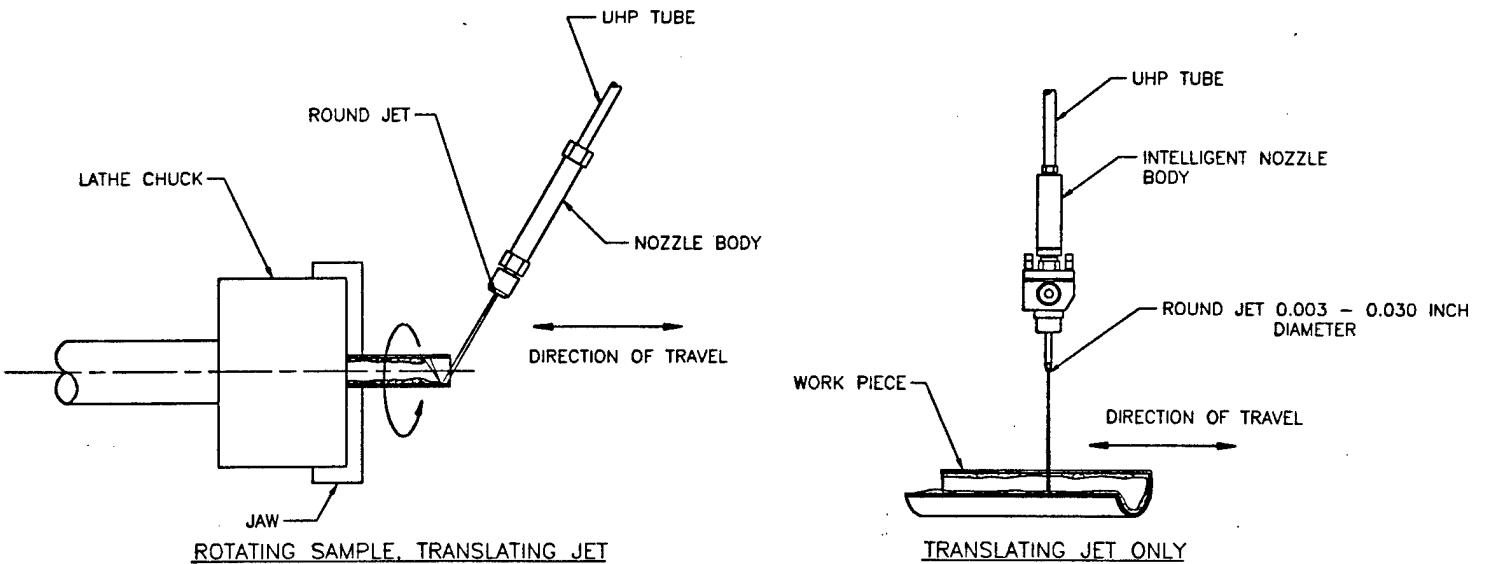 UHP TUBE
ROUND JET
LATHE CHUCK
NOZZLE BODY
DIRECTION OF TRAVEL
JAW
ROTATING SAMPLE, TRANSLATING JET
UHP TUBE
INTELLIGENT NOZZLE
BODY
ROUND JET 0.003 – 0.030 INCH
DIAMETER
WORK PIECE
DIRECTION OF TRAVEL
TRANSLATING JET ONLY